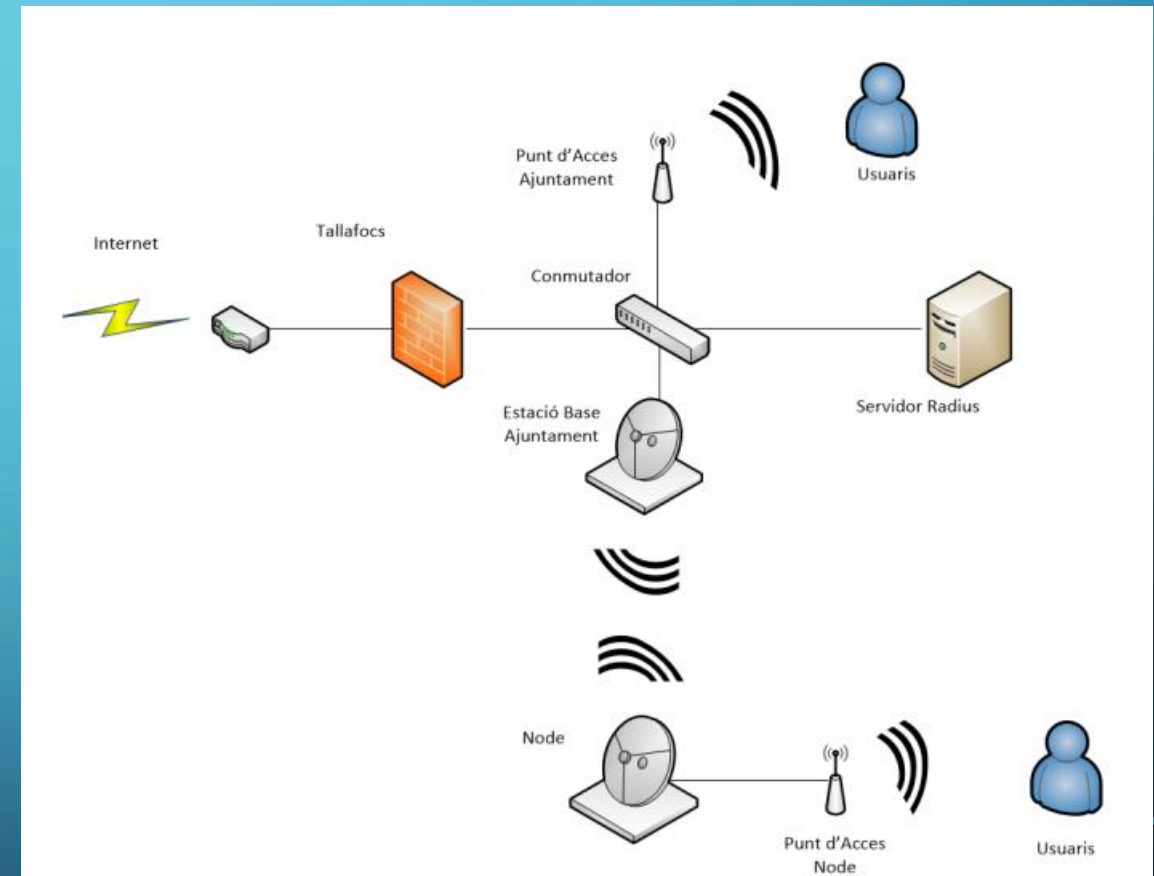 Punt d'Acces
Ajuntament
Usuaris
Internet
Tallafocs
Conmutador
Estació Base
Ajuntament
Servidor Radius
Node
Punt d'Acces
Node
Usuaris